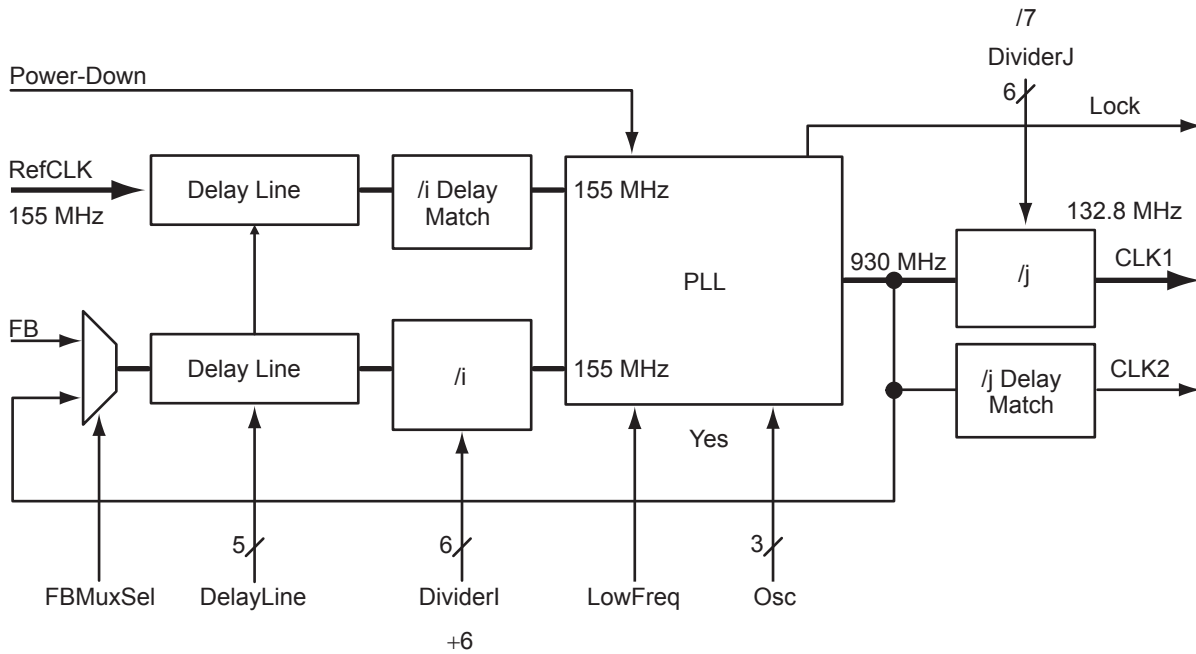 /7
DividerJ
Power-Down
6
Lock
RefCLK
Delay Line
/i Delay
Match
155 MHz
155 MHz
132.8 MHz
PLL
930 MHz
/j
CLK1
FB
Delay Line
/i
155 MHz
CLK2
/j Delay
Match
Yes
5
6
3
FBMuxSel
DelayLine
DividerI
LowFreq
Osc
+6